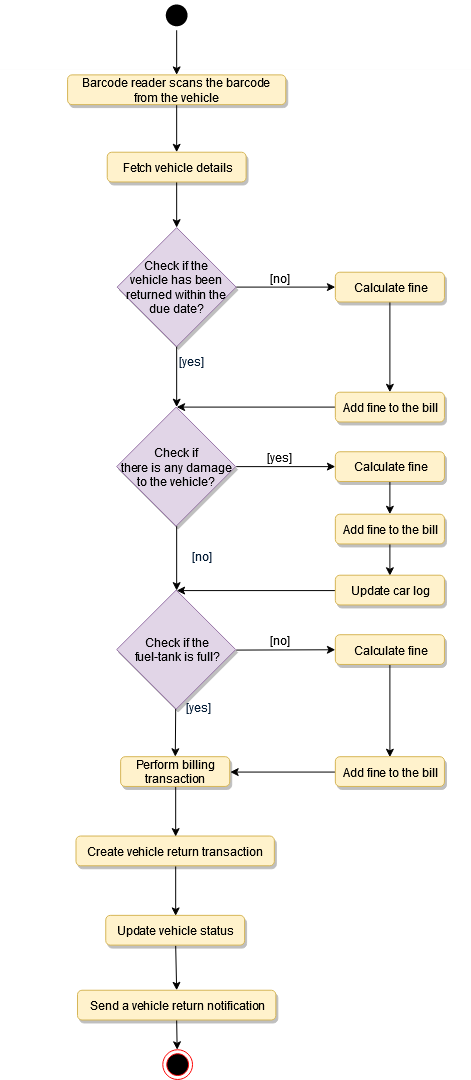 Barcode reader scans the barcode
from the vehicle
Fetch vehicle details
Check if the
vehicle has been
returned within the
due date?
[no]
Calculate fine
[yes]
Add fine to the bill
Check if
there is any damage
to the vehicle?
[yes]
Calculate fine
Add fine to the bill
[no]
Update car log
Check if the
fuel-tank is full?
[no]
Calculate fine
[yes]
Perform billing
transaction
Add fine to the bill
Create vehicle return transaction
Update vehicle status
Send a vehicle return notification